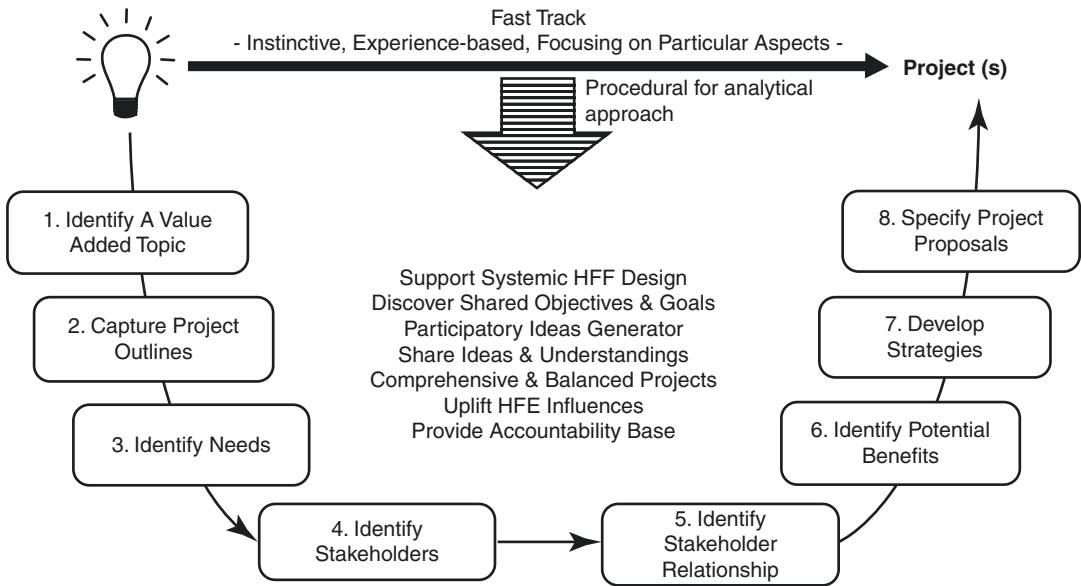 Fast Track
- Instinctive, Experience-based, Focusing on Particular Aspects -
Project (s)
Procedural for analytical
approach
1. Identify A Value
Added Topic
2. Capture Project
Outlines
3. Identify Needs
4. Identify
Stakeholders
5. Identify
Stakeholder
Relationship
6. Identify Potential
Benefits
7. Develop
Strategies
8. Specify Project
Proposals
Support Systemic HFF Design
Discover Shared Objectives & Goals
Participatory Ideas Generator
Share Ideas & Understandings
Comprehensive & Balanced Projects
Uplift HFE Influences
Provide Accountability Base